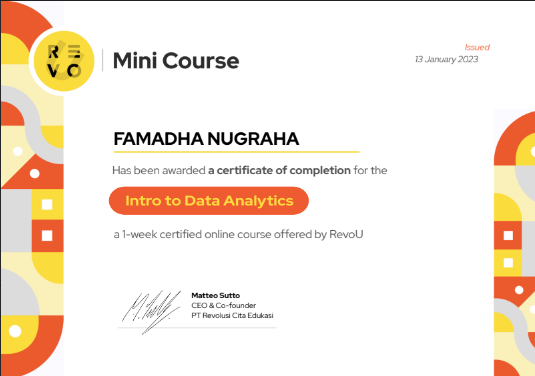 RE
VO
Mini Course
Issued
13 January 2023
FAMADHA NUGRAHA
Has been awarded a certificate of completion for the
Intro to Data Analytics
a 1-week certified online course offered by RevoU
Matteo Sutto
CEO & Co-founder
PT Revolusi Cita Edukasi